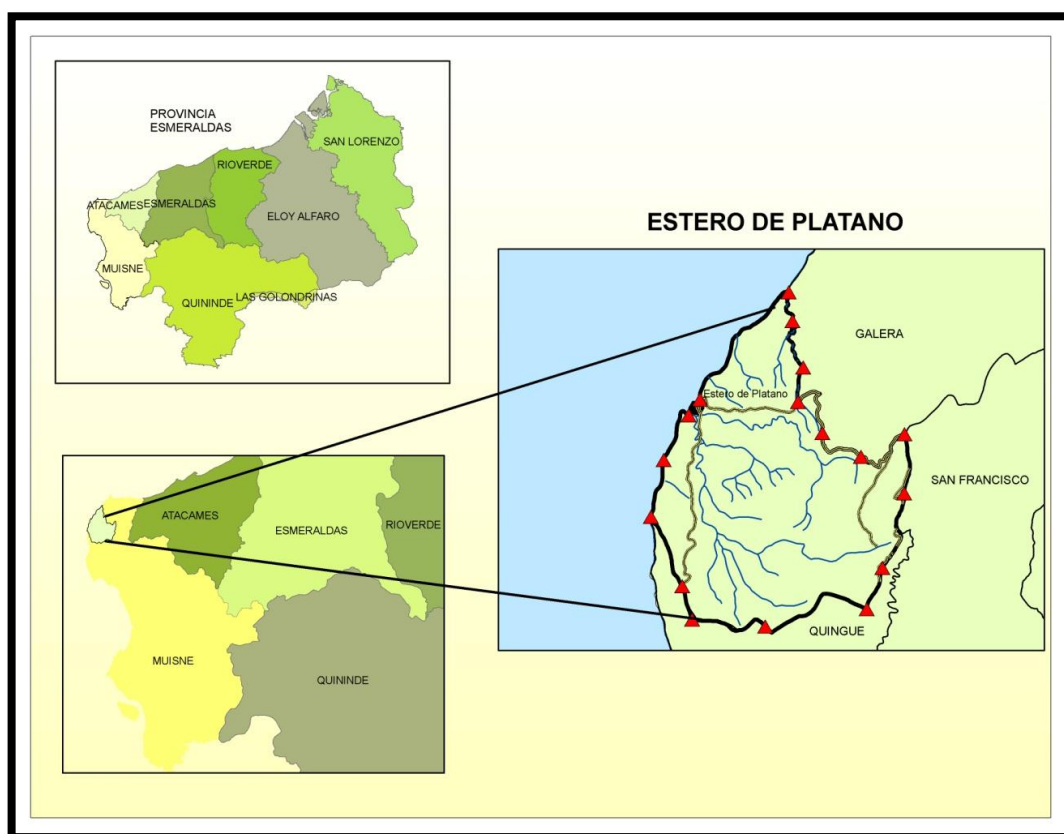 PROVINCIA
ESMERALDAS
SAN LORENZO
RIOVERDE
ATACAMES
ESMERALDAS
ELOY ALFARO
MUISNE
QUININDE
LAS GOLONDRINAS
ESTERO DE PLATANO
GALERA
Estero de Platano
SAN FRANCISCO
QUINGUE
ATACAMES
ESMERALDAS
RIOVERDE
MUISNE
QUININDE